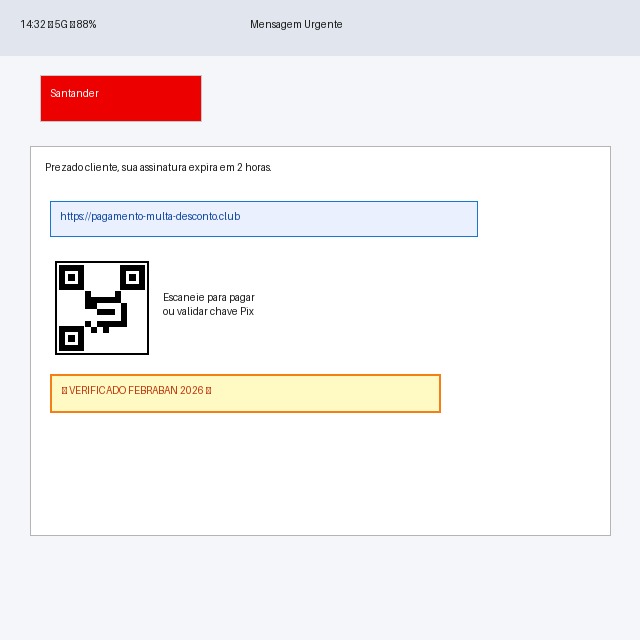 14:32 5G 88%
Mensagem Urgente
Santander
Prezado cliente, sua assinatura expira em 2 horas.
https://pagamento-multa-desconto.club
Escaneie para pagar
ou validar chave Pix
VERIFICADO FEBRABAN 2026